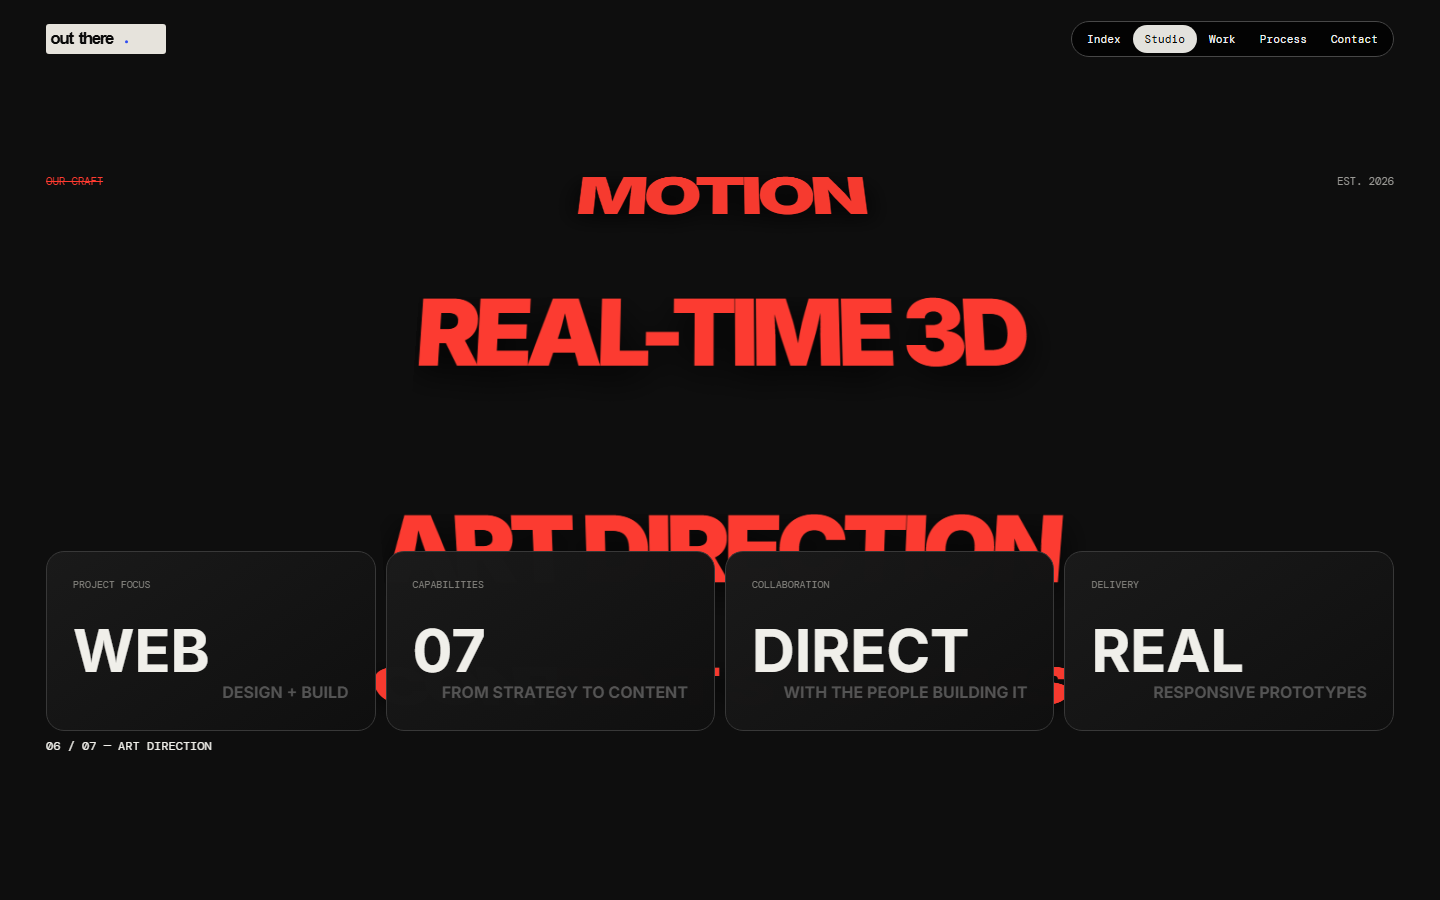 out there .
Index Studio Work Process Contact
OUR CRAFT
MOTION
EST. 2026
REAL-TIME 3D
ART DIRECTION
PROJECT FOCUS
WEB
DESIGN + BUILD
CAPABILITIES
07
FROM STRATEGY TO CONTENT
COLLABORATION
DIRECT
WITH THE PEOPLE BUILDING IT
DELIVERY
REAL
RESPONSIVE PROTOTYPES
06 / 07 — ART DIRECTION